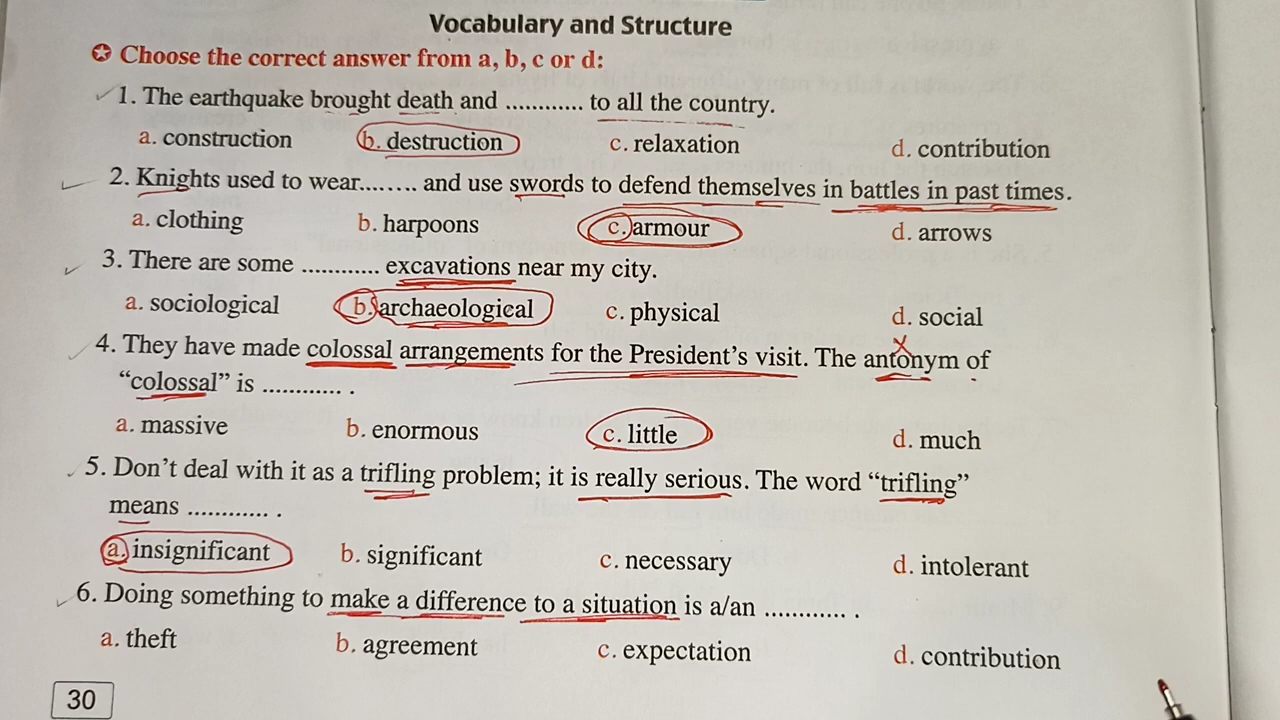 Vocabulary and Structure
Choose the correct answer from a, b, c or d:
1. The earthquake brought death and ............ to all the country.
a. construction b. destruction c. relaxation d. contribution
2. Knights used to wear........ and use swords to defend themselves in battles in past times.
a. clothing b. harpoons c. armour d. arrows
3. There are some ............ excavations near my city.
a. sociological b. archaeological c. physical d. social
4. They have made colossal arrangements for the President's visit. The antonym of
"colossal" is ............ .
a. massive b. enormous c. little d. much
5. Don't deal with it as a trifling problem; it is really serious. The word "trifling"
means ............ .
a. insignificant b. significant c. necessary d. intolerant
6. Doing something to make a difference to a situation is a/an ............ .
a. theft b. agreement c. expectation d. contribution
30